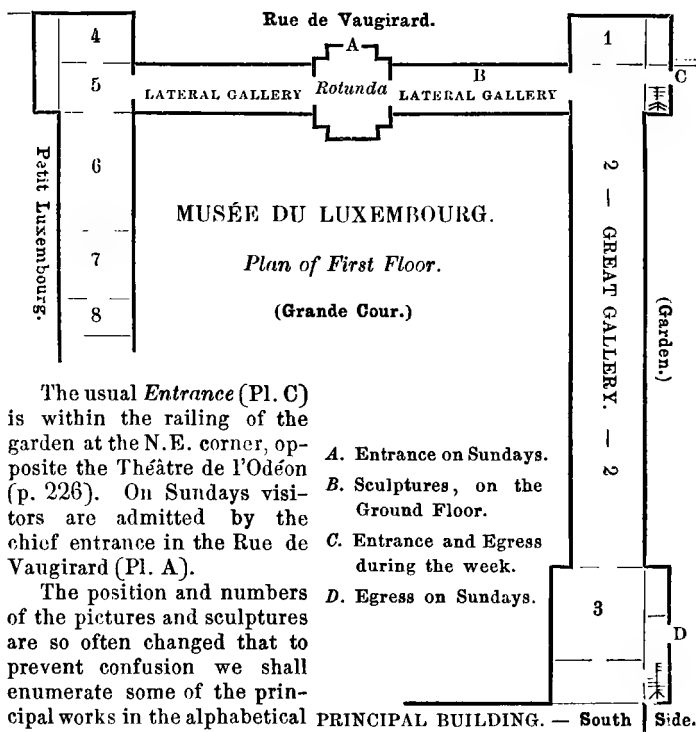 Rue de Vaugirard.
4
A
1
5
LATERAL GALLERY
Rotunda
B
LATERAL GALLERY
C
Petit Luxembourg.
6
7
8
MUSÉE DU LUXEMBOURG.
Plan of First Floor.
(Grande Cour.)
2 — GREAT GALLERY. — 2
(Garden.)
The usual Entrance (Pl. C)
is within the railing of the
garden at the N.E. corner, op-
posite the Théâtre de l'Odéon
(p. 226). On Sundays visi-
tors are admitted by the
chief entrance in the Rue de
Vaugirard (Pl. A).
The position and numbers
of the pictures and sculptures
are so often changed that to
prevent confusion we shall
enumerate some of the prin-
cipal works in the alphabetical
A. Entrance on Sundays.
B. Sculptures, on the
Ground Floor.
C. Entrance and Egress
during the week.
D. Egress on Sundays.
3
D
PRINCIPAL BUILDING. — South Side.